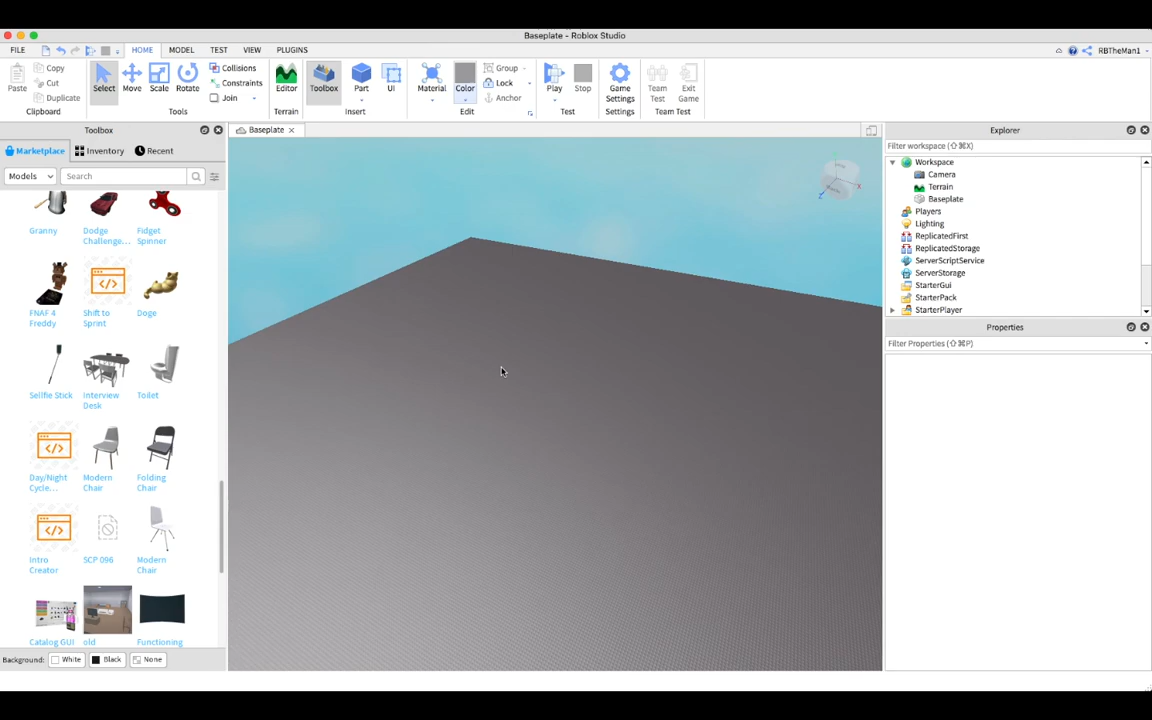 Baseplate - Roblox Studio
FILE HOME MODEL TEST VIEW PLUGINS RBTheMan1
Paste Copy Cut Duplicate
Clipboard
Select Move Scale Rotate Collisions Constraints Join
Tools
Editor
Terrain
Toolbox Part UI
Insert
Material Color Group Lock Anchor
Edit
Play Stop
Test
Game Settings
Settings
Team Test Exit Game
Team Test
Toolbox
Marketplace Inventory Recent
Models Search
Granny Dodge Challenge... Fidget Spinner
FNAF 4 Freddy Shift to Sprint Doge
Sellfie Stick Interview Desk Toilet
Day/Night Cycle... Modern Chair Folding Chair
Intro Creator SCP 096 Modern Chair
Catalog GUI old Functioning
Background: White Black None
Baseplate
Explorer
Filter workspace (⇧⌘X)
Workspace
Camera
Terrain
Baseplate
Players
Lighting
ReplicatedFirst
ReplicatedStorage
ServerScriptService
ServerStorage
StarterGui
StarterPack
StarterPlayer
Properties
Filter Properties (⇧⌘P)